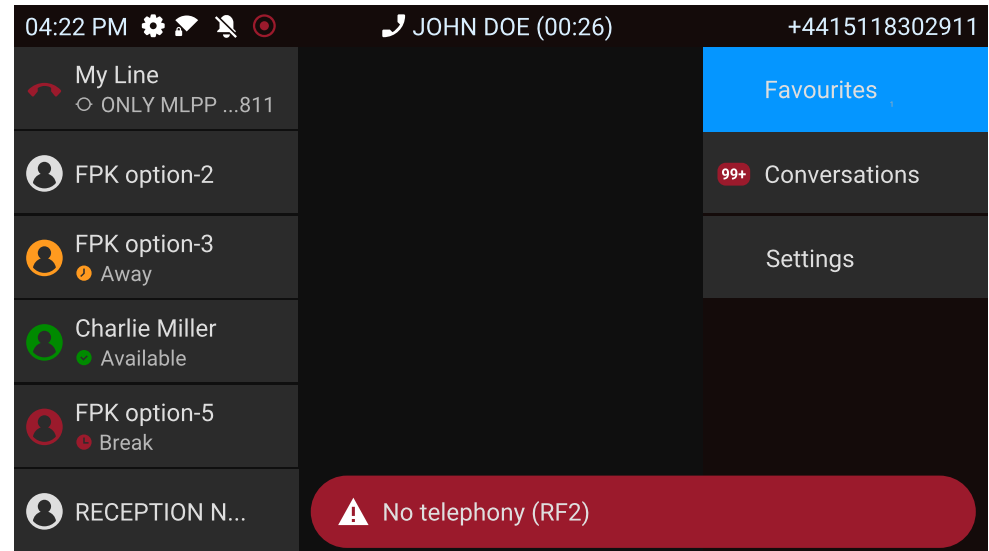 04:22 PM
JOHN DOE (00:26)
+4415118302911
My Line
ONLY MLPP ...811
FPK option-2
FPK option-3
Away
Charlie Miller
Available
FPK option-5
Break
RECEPTION N...
Favourites
99+ Conversations
Settings
No telephony (RF2)